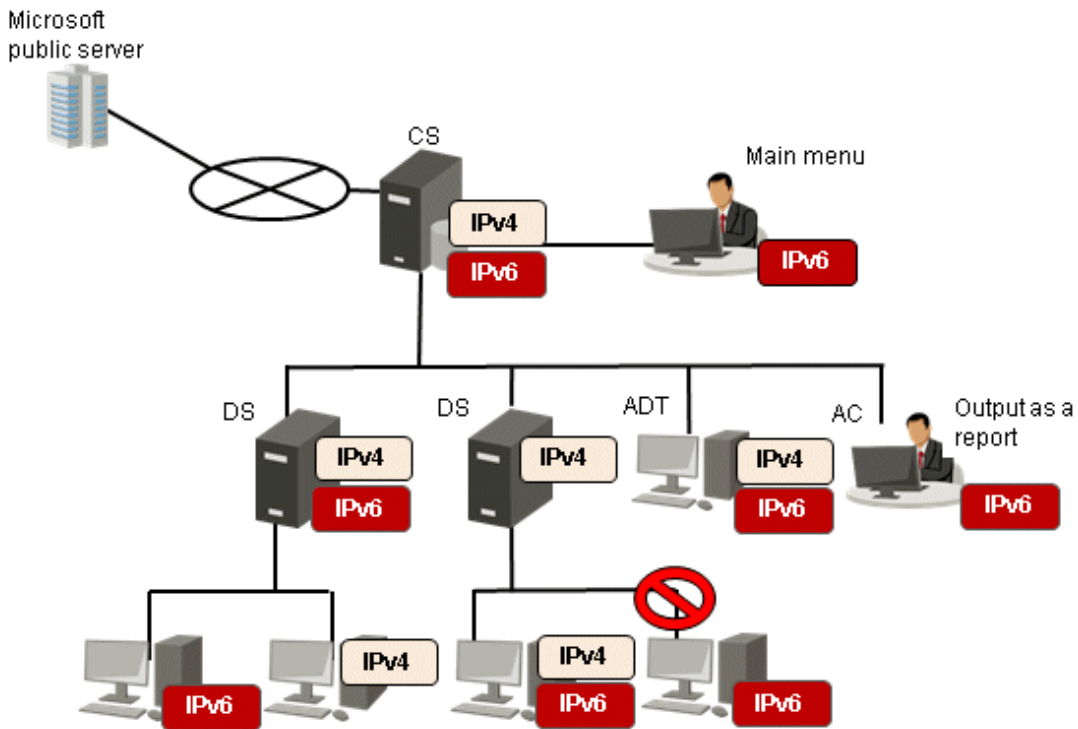 Microsoft
public server
CS
Main menu
IPv4
IPv6
IPv6
DS
DS
ADT
AC
Output as a
report
IPv4
IPv6
IPv4
IPv4
IPv6
IPv6
IPv6
IPv4
IPv4
IPv6
IPv6